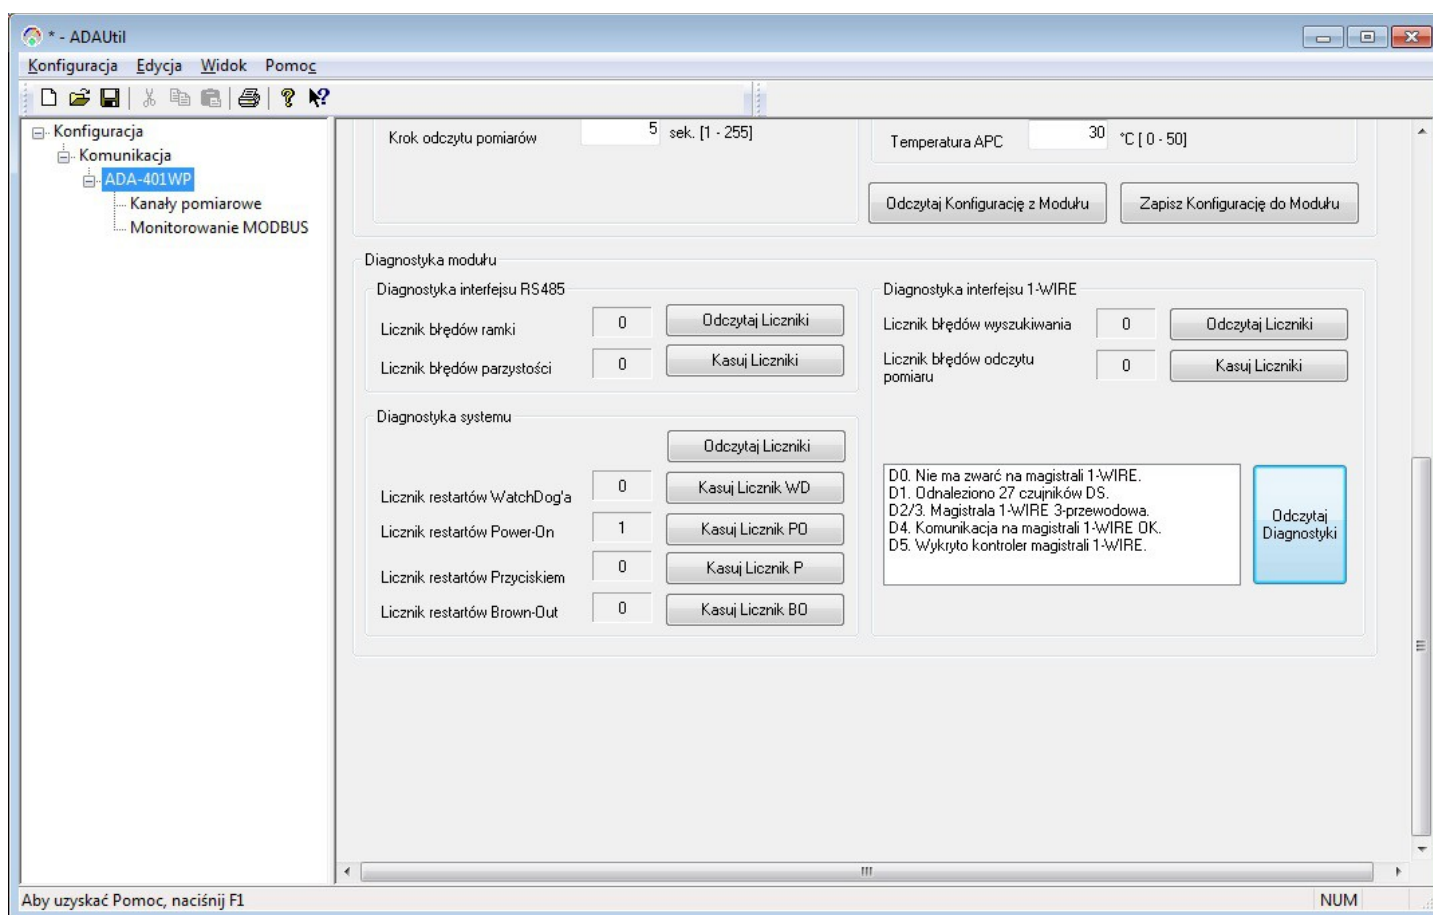 * - ADAUtil
Konfiguracja Edycja Widok Pomoc
Konfiguracja
Komunikacja
ADA-401WP
Kanały pomiarowe
Monitorowanie MODBUS
Krok odczytu pomiarów 5 sek. [1 - 255]
Temperatura APC 30 °C [ 0 - 50]
Odczytaj Konfigurację z Modułu Zapisz Konfigurację do Modułu
Diagnostyka modułu
Diagnostyka interfejsu RS485
Licznik błędów ramki 0 Odczytaj Liczniki
Licznik błędów parzystości 0 Kasuj Liczniki
Diagnostyka systemu
Odczytaj Liczniki
Licznik restartów WatchDog'a 0 Kasuj Licznik WD
Licznik restartów Power-On 1 Kasuj Licznik PO
Licznik restartów Przyciskiem 0 Kasuj Licznik P
Licznik restartów Brown-Out 0 Kasuj Licznik BO
Diagnostyka interfejsu 1-WIRE
Licznik błędów wyszukiwania 0 Odczytaj Liczniki
Licznik błędów odczytu
pomiaru 0 Kasuj Liczniki
D0. Nie ma zwarć na magistrali 1-WIRE.
D1. Odnaleziono 27 czujników DS.
D2/3. Magistrala 1-WIRE 3-przewodowa.
D4. Komunikacja na magistrali 1-WIRE OK.
D5. Wykryto kontroler magistrali 1-WIRE.
Odczytaj
Diagnostyki
Aby uzyskać Pomoc, naciśnij F1 NUM